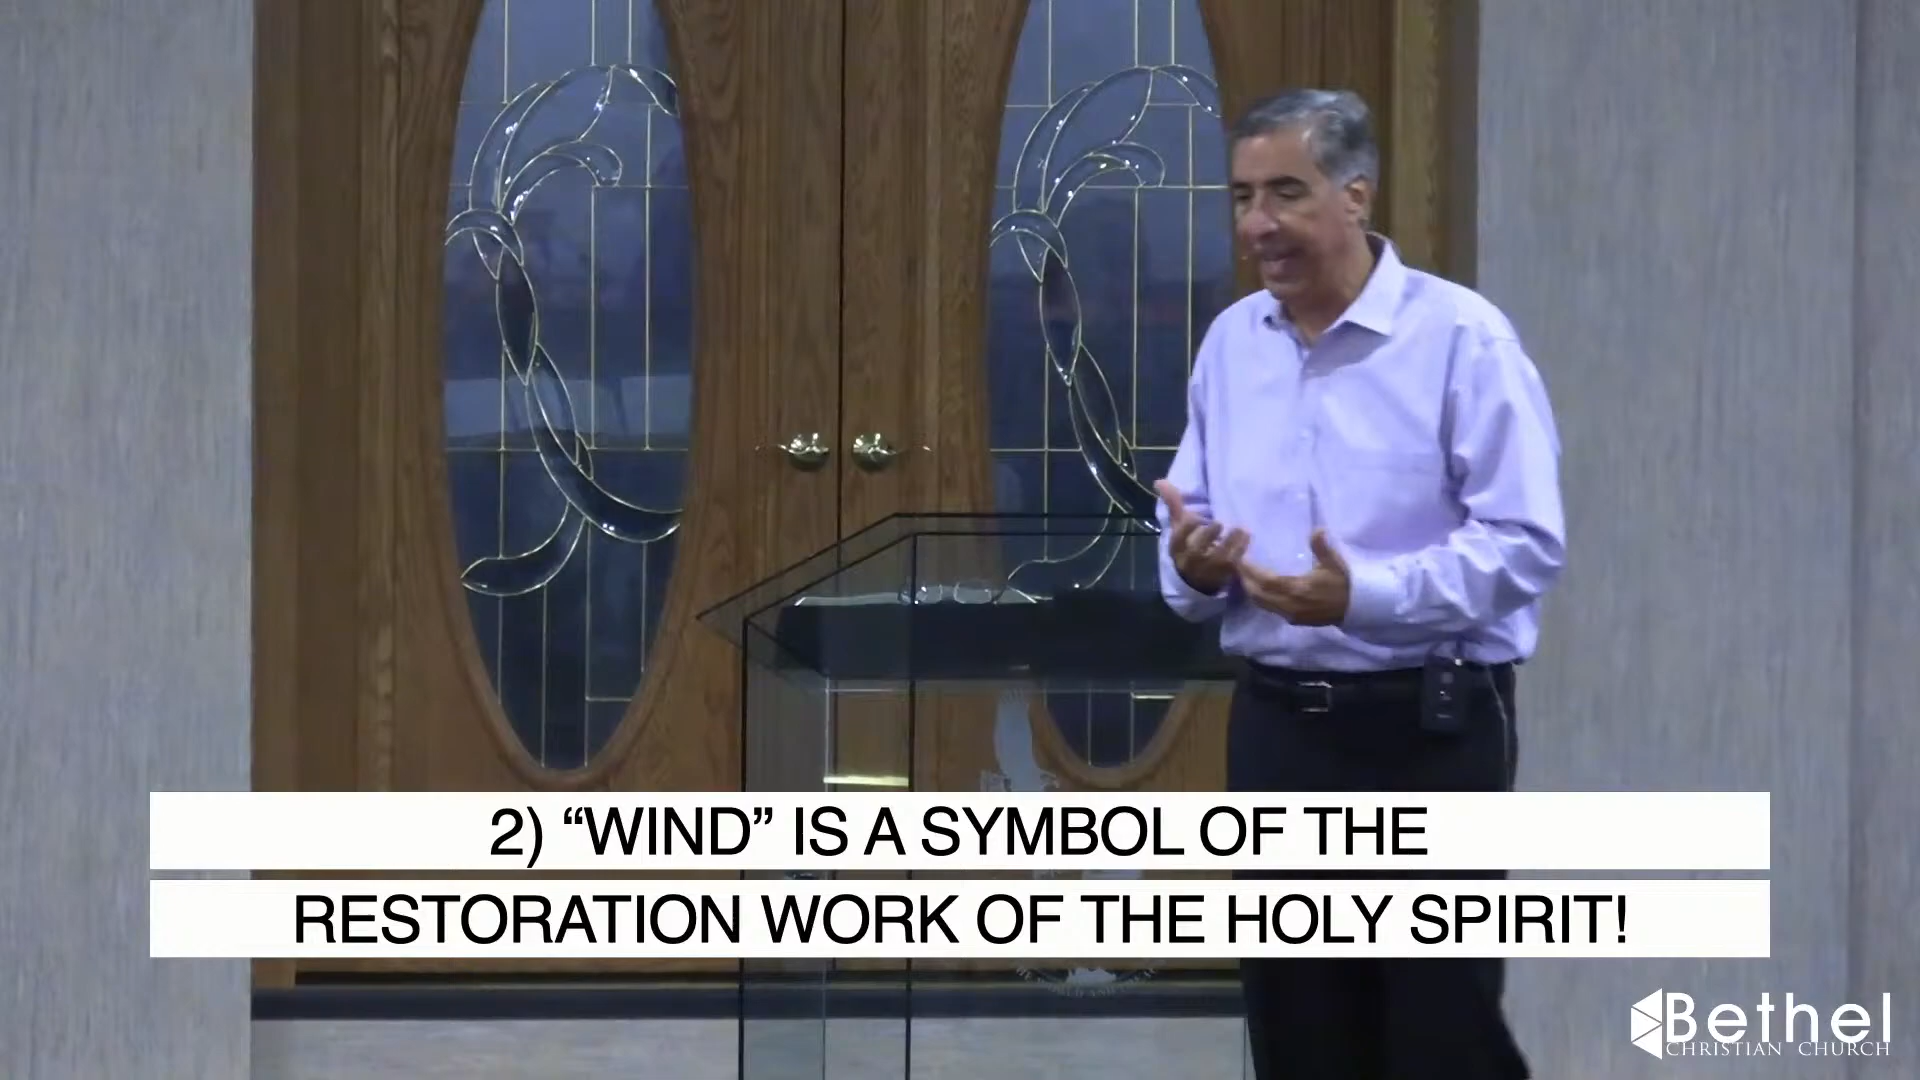 2) “WIND” IS A SYMBOL OF THE
RESTORATION WORK OF THE HOLY SPIRIT!
Bethel
CHRISTIAN CHURCH